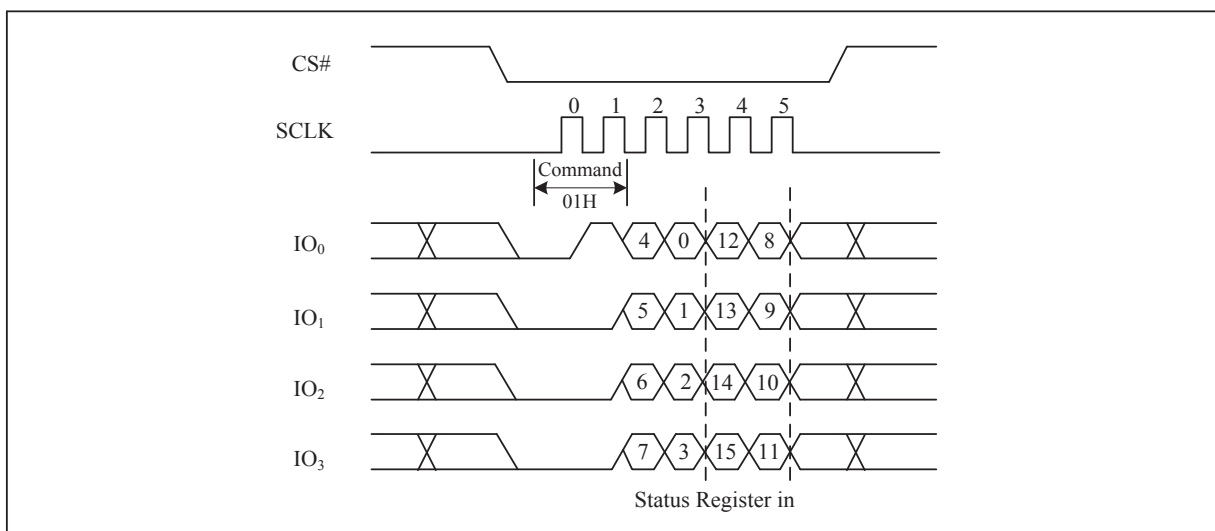 CS#
0 1 2 3 4 5
SCLK
Command
01H
IO0 4 0 12 8
IO1 5 1 13 9
IO2 6 2 14 10
IO3 7 3 15 11
Status Register in